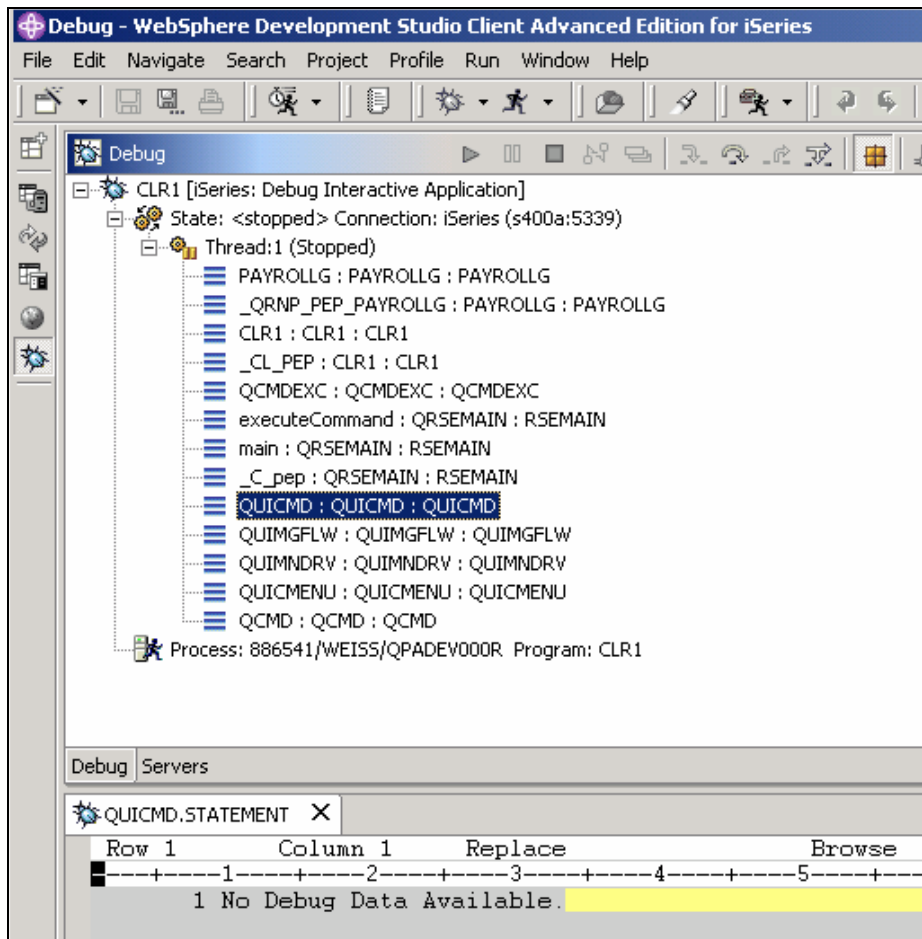 Debug - WebSphere Development Studio Client Advanced Edition for iSeries
File Edit Navigate Search Project Profile Run Window Help
Debug
CLR1 [iSeries: Debug Interactive Application]
State: <stopped> Connection: iSeries (s400a:5339)
Thread:1 (Stopped)
PAYROLLG : PAYROLLG : PAYROLLG
_QRNP_PEP_PAYROLLG : PAYROLLG : PAYROLLG
CLR1 : CLR1 : CLR1
_CL_PEP : CLR1 : CLR1
QCMDEXC : QCMDEXC : QCMDEXC
executeCommand : QRSEMAIN : RSEMAIN
main : QRSEMAIN : RSEMAIN
_C_pep : QRSEMAIN : RSEMAIN
QUICMD : QUICMD : QUICMD
QUIMGFLW : QUIMGFLW : QUIMGFLW
QUIMNDRV : QUIMNDRV : QUIMNDRV
QUICMENU : QUICMENU : QUICMENU
QCMD : QCMD : QCMD
Process: 886541/WEISS/QPADEV000R Program: CLR1
Debug Servers
QUICMD.STATEMENT X
Row 1 Column 1 Replace Browse
----+----1----+----2----+----3----+----4----+----5----+---
1 No Debug Data Available.